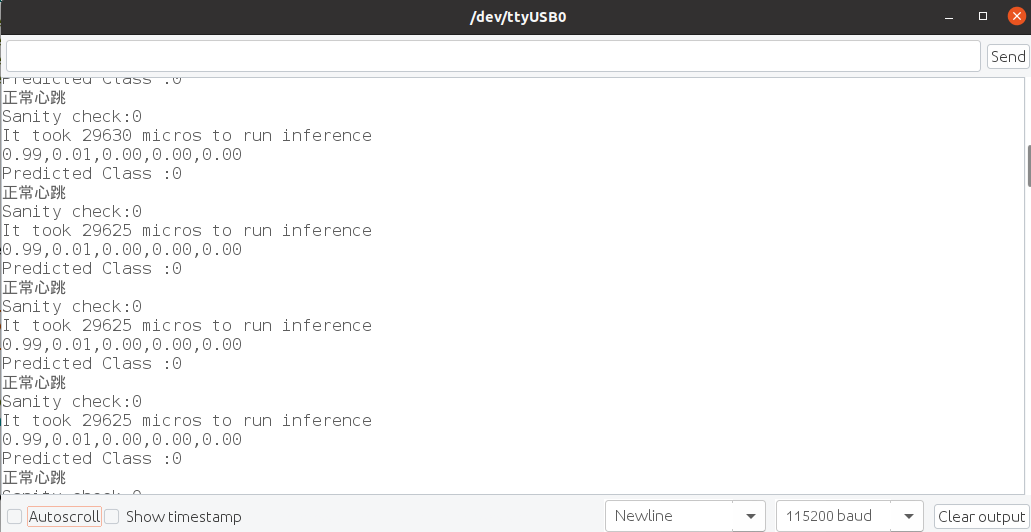 /dev/ttyUSB0
Send
Predicted Class :0
正常心跳
Sanity check:0
It took 29630 micros to run inference
0.99,0.01,0.00,0.00,0.00
Predicted Class :0
正常心跳
Sanity check:0
It took 29625 micros to run inference
0.99,0.01,0.00,0.00,0.00
Predicted Class :0
正常心跳
Sanity check:0
It took 29625 micros to run inference
0.99,0.01,0.00,0.00,0.00
Predicted Class :0
正常心跳
Sanity check:0
It took 29625 micros to run inference
0.99,0.01,0.00,0.00,0.00
Predicted Class :0
正常心跳
Sanity check:0
Autoscroll Show timestamp Newline 115200 baud Clear output